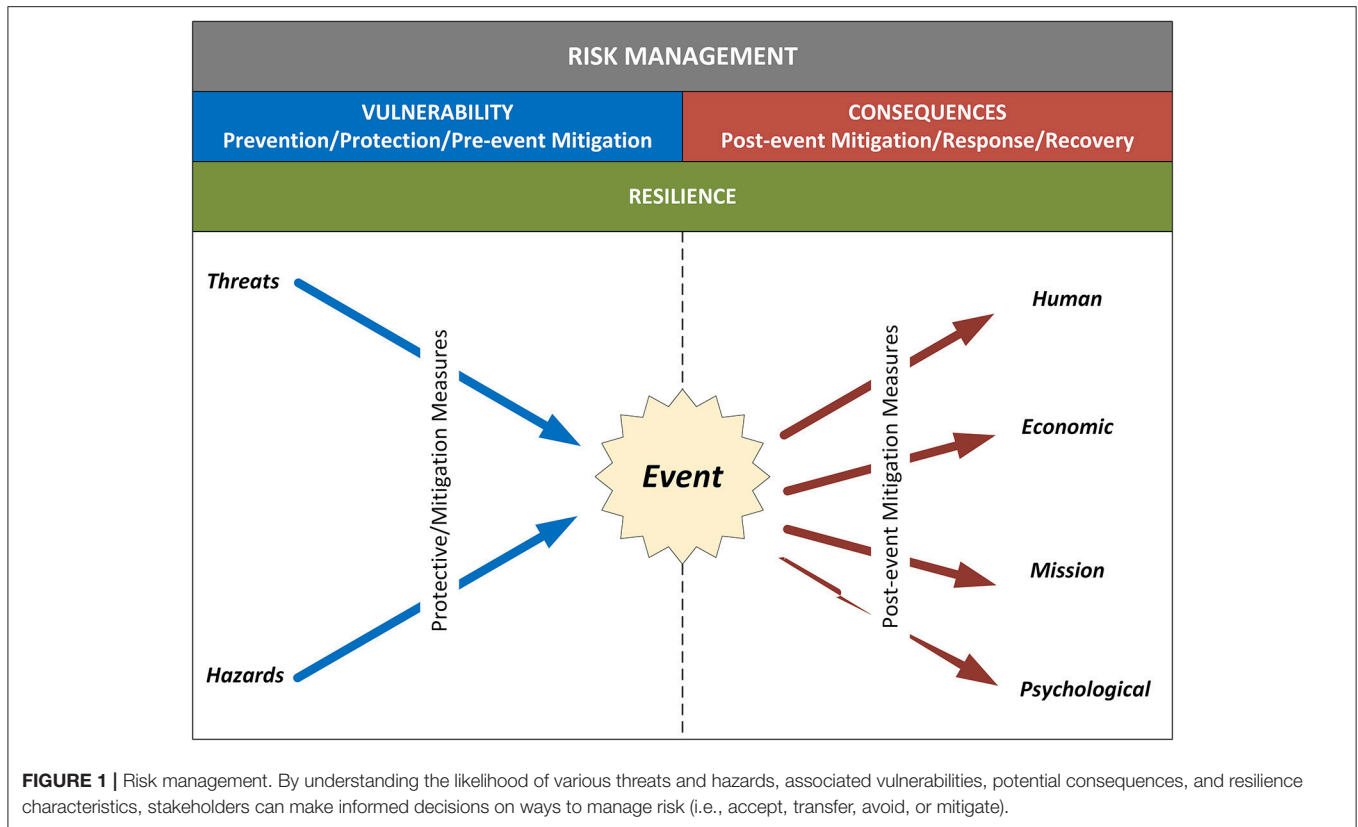 RISK MANAGEMENT
VULNERABILITY
Prevention/Protection/Pre-event Mitigation
CONSEQUENCES
Post-event Mitigation/Response/Recovery
RESILIENCE
Threats
Hazards
Protective/Mitigation Measures
Event
Post-event Mitigation Measures
Human
Economic
Mission
Psychological
FIGURE 1 | Risk management. By understanding the likelihood of various threats and hazards, associated vulnerabilities, potential consequences, and resilience
characteristics, stakeholders can make informed decisions on ways to manage risk (i.e., accept, transfer, avoid, or mitigate).